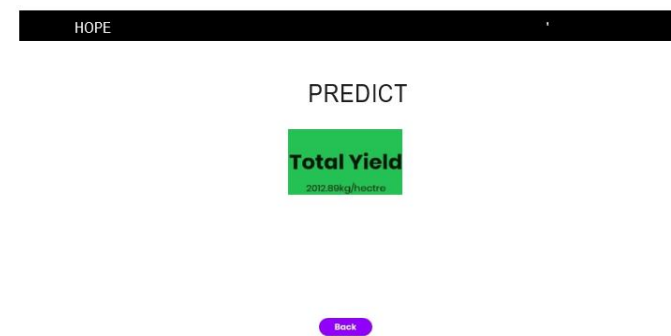 HOPE
PREDICT
Total Yield
2012.89kg/hectre
Back